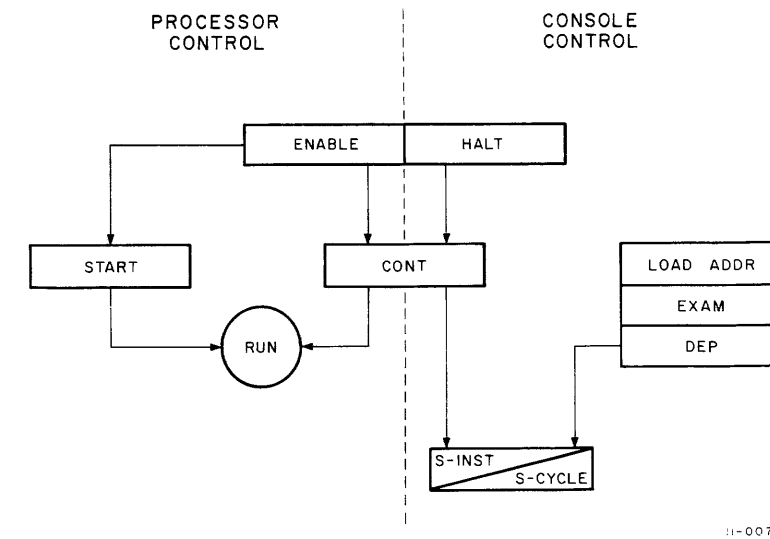 PROCESSOR
CONTROL
CONSOLE
CONTROL
ENABLE
HALT
START
CONT
LOAD ADDR
EXAM
DEP
RUN
S-INST
S-CYCLE